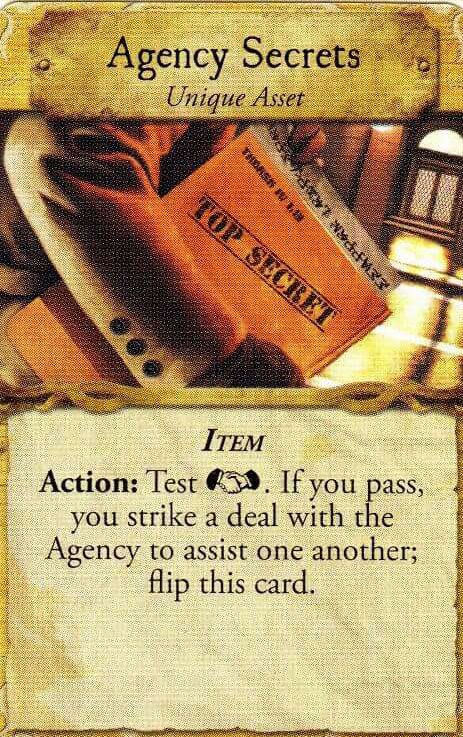 Agency Secrets
Unique Asset
TOP SECRET
ITEM
Action: Test . If you pass,
you strike a deal with the
Agency to assist one another;
flip this card.